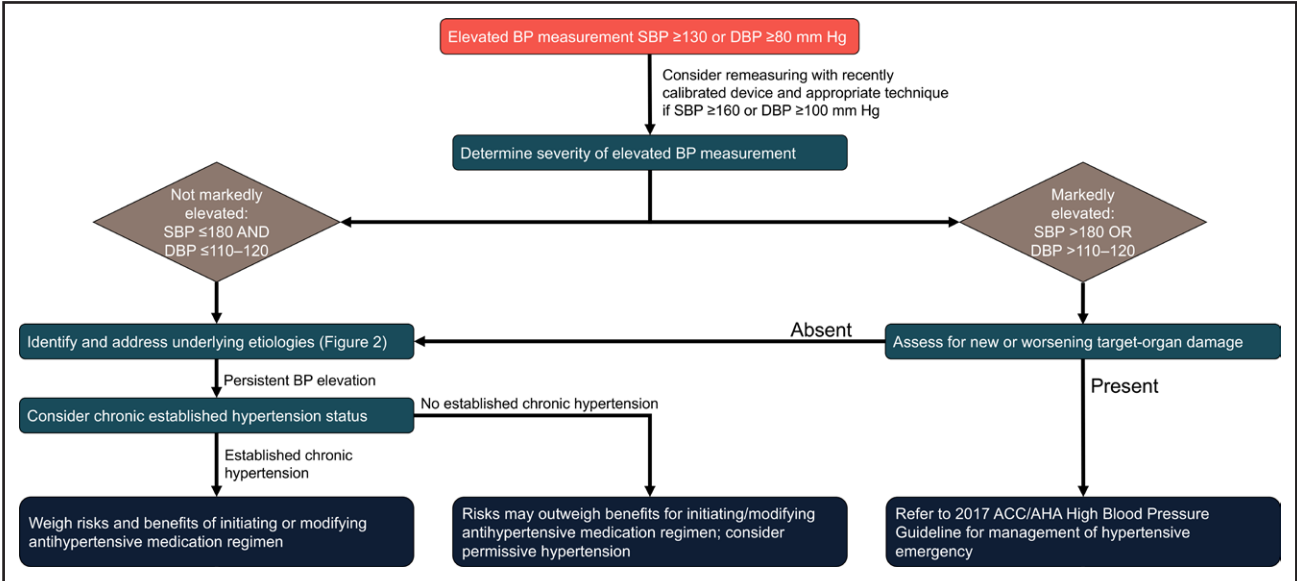 Elevated BP measurement SBP ≥130 or DBP ≥80 mm Hg
Consider remeasuring with recently
calibrated device and appropriate technique
if SBP ≥160 or DBP ≥100 mm Hg
Determine severity of elevated BP measurement
Not markedly
elevated:
SBP ≤180 AND
DBP ≤110–120
Markedly
elevated:
SBP >180 OR
DBP >110–120
Identify and address underlying etiologies (Figure 2)
Absent
Assess for new or worsening target-organ damage
Persistent BP elevation
Present
Consider chronic established hypertension status
No established chronic hypertension
Established chronic
hypertension
Weigh risks and benefits of initiating or modifying
antihypertensive medication regimen
Risks may outweigh benefits for initiating/modifying
antihypertensive medication regimen; consider
permissive hypertension
Refer to 2017 ACC/AHA High Blood Pressure
Guideline for management of hypertensive
emergency